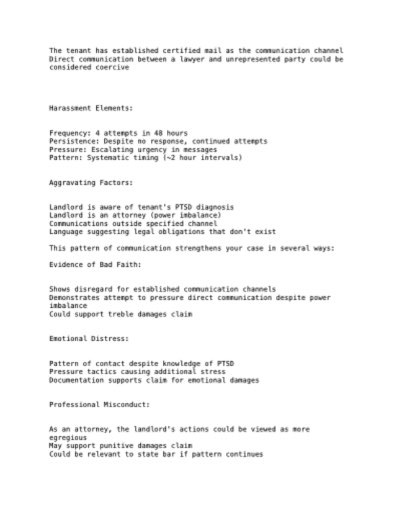 The tenant has established certified mail as the communication channel
Direct communication between a lawyer and unrepresented party could be
considered coercive
Harassment Elements:
Frequency: 4 attempts in 48 hours
Persistence: Despite no response, continued attempts
Pressure: Escalating urgency in messages
Pattern: Systematic timing (~2 hour intervals)
Aggravating Factors:
Landlord is aware of tenant's PTSD diagnosis
Landlord is an attorney (power imbalance)
Communications outside specified channel
Language suggesting legal obligations that don't exist
This pattern of communication strengthens your case in several ways:
Evidence of Bad Faith:
Shows disregard for established communication channels
Demonstrates attempt to pressure direct communication despite power
imbalance
Could support treble damages claim
Emotional Distress:
Pattern of contact despite knowledge of PTSD
Pressure tactics causing additional stress
Documentation supports claim for emotional damages
Professional Misconduct:
As an attorney, the landlord's actions could be viewed as more
egregious
May support punitive damages claim
Could be relevant to state bar if pattern continues